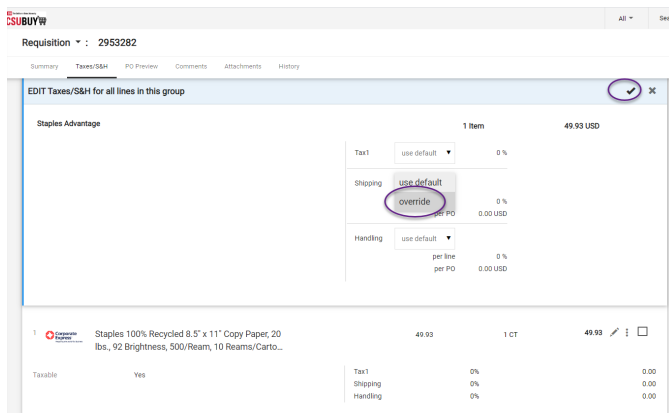 CSUBUY
All
Sea
Requisition : 2953282
Summary Taxes/S&H PO Preview Comments Attachments History
EDIT Taxes/S&H for all lines in this group
Staples Advantage 1 Item 49.93 USD
Tax1 use default 0 %
Shipping use default
override 0 %
per PO 0.00 USD
Handling use default
per line 0 %
per PO 0.00 USD
1 Corporate Express Staples 100% Recycled 8.5" x 11" Copy Paper, 20 49.93 1 CT 49.93
lbs., 92 Brightness, 500/Ream, 10 Reams/Carto...
Taxable Yes Tax1 0% 0.00
Shipping 0% 0.00
Handling 0% 0.00